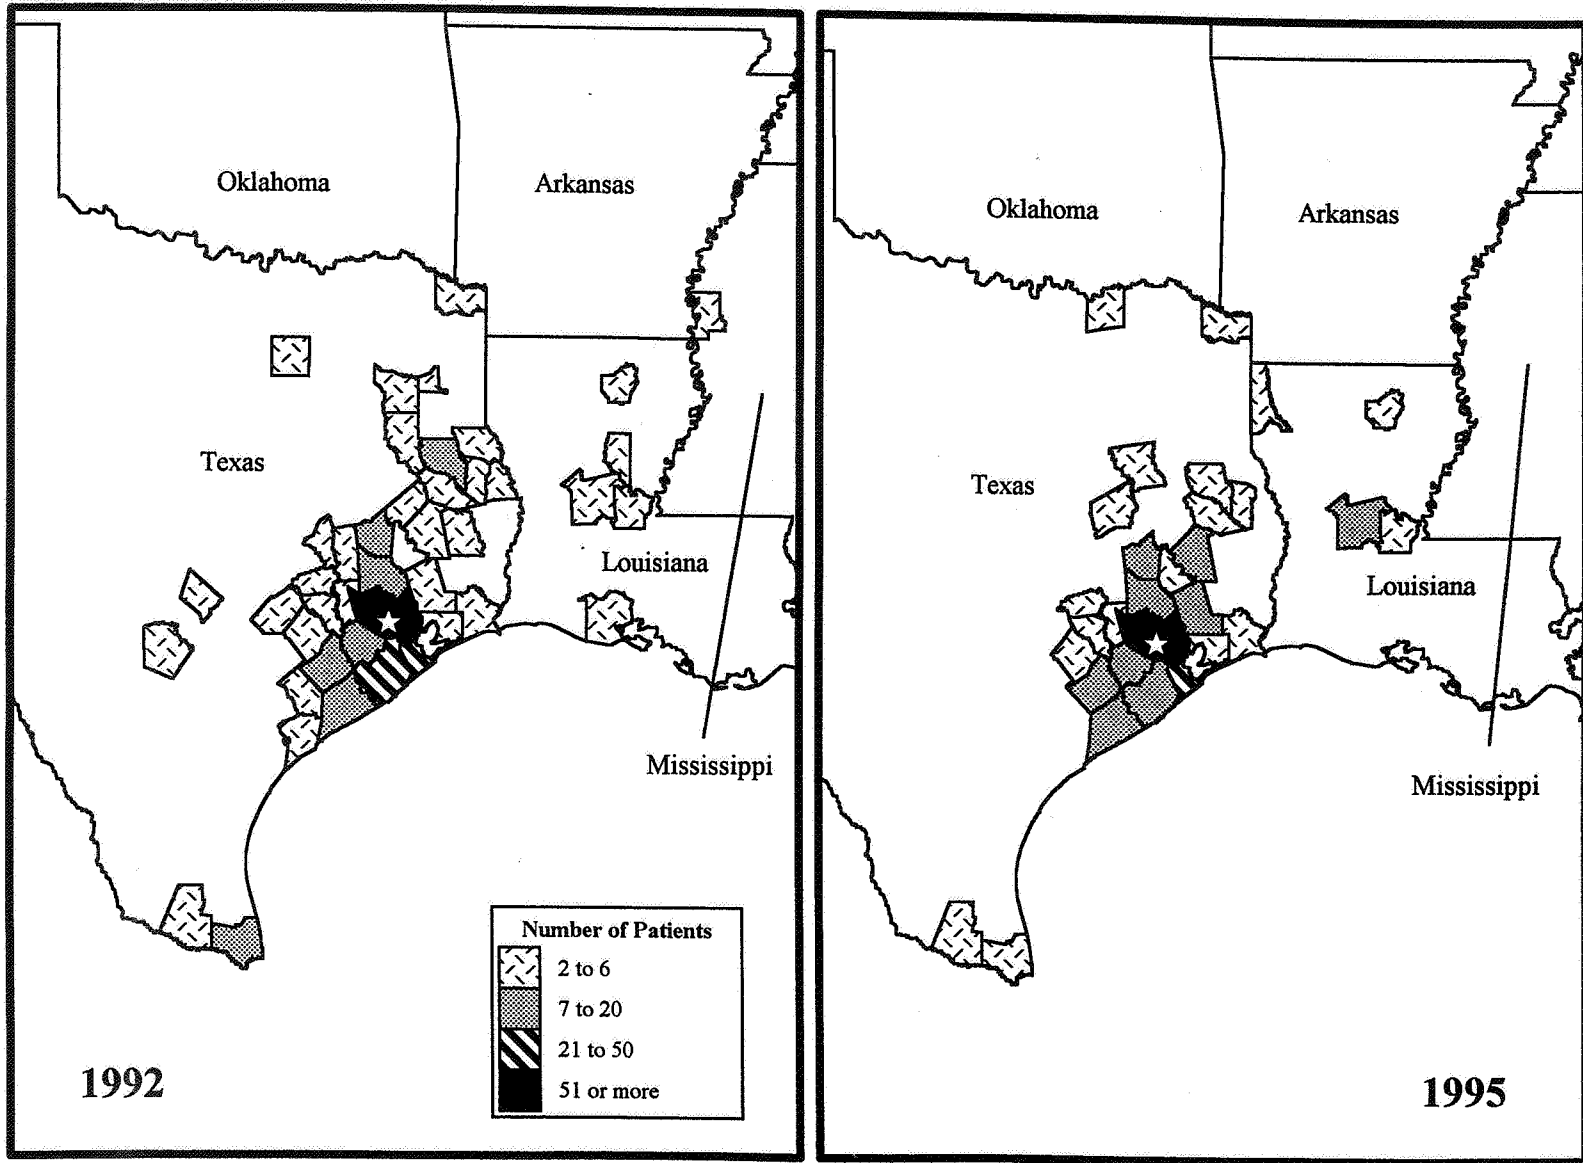 Oklahoma
Arkansas
Texas
Louisiana
Mississippi
Number of Patients
2 to 6
7 to 20
21 to 50
51 or more
1992
Oklahoma
Arkansas
Texas
Louisiana
Mississippi
1995